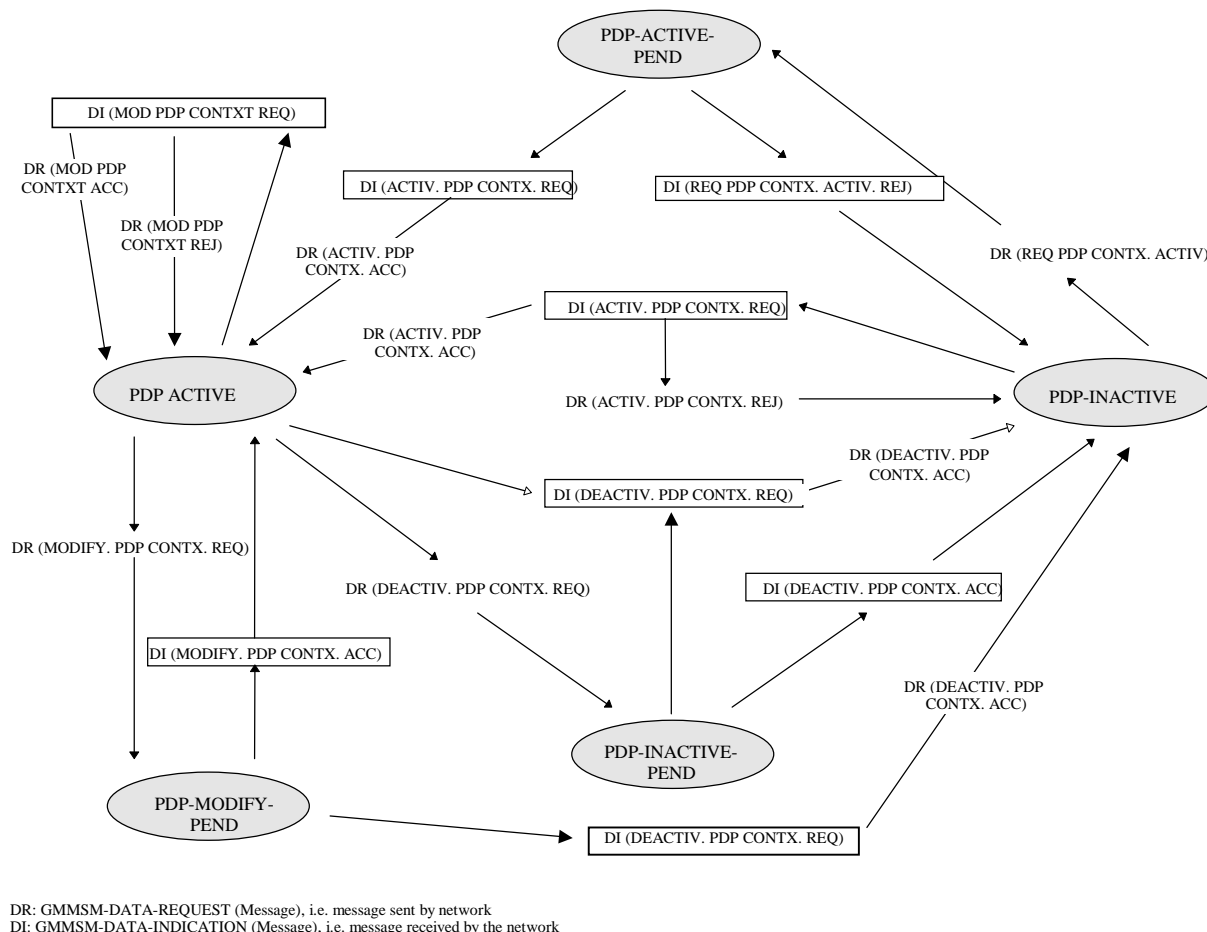 PDP-ACTIVE-
PEND
DI (MOD PDP CONTXT REQ)
DR (MOD PDP
CONTXT ACC)
DI (ACTIV. PDP CONTX. REQ)
DI (REQ PDP CONTX. ACTIV. REJ)
DR (MOD PDP
CONTXT REJ)
DR (ACTIV. PDP
CONTX. ACC)
DR (REQ PDP CONTX. ACTIV)
DI (ACTIV. PDP CONTX. REQ)
DR (ACTIV. PDP
CONTX. ACC)
PDP ACTIVE
DR (ACTIV. PDP CONTX. REJ)
PDP-INACTIVE
DR (DEACTIV. PDP
CONTX. ACC)
DI (DEACTIV. PDP CONTX. REQ)
DR (MODIFY. PDP CONTX. REQ)
DR (DEACTIV. PDP CONTX. REQ)
DI (DEACTIV. PDP CONTX. ACC)
DI (MODIFY. PDP CONTX. ACC)
DR (DEACTIV. PDP
CONTX. ACC)
PDP-INACTIVE-
PEND
PDP-MODIFY-
PEND
DI (DEACTIV. PDP CONTX. REQ)
DR: GMMSM-DATA-REQUEST (Message), i.e. message sent by network
DI: GMMSM-DATA-INDICATION (Message), i.e. message received by the network